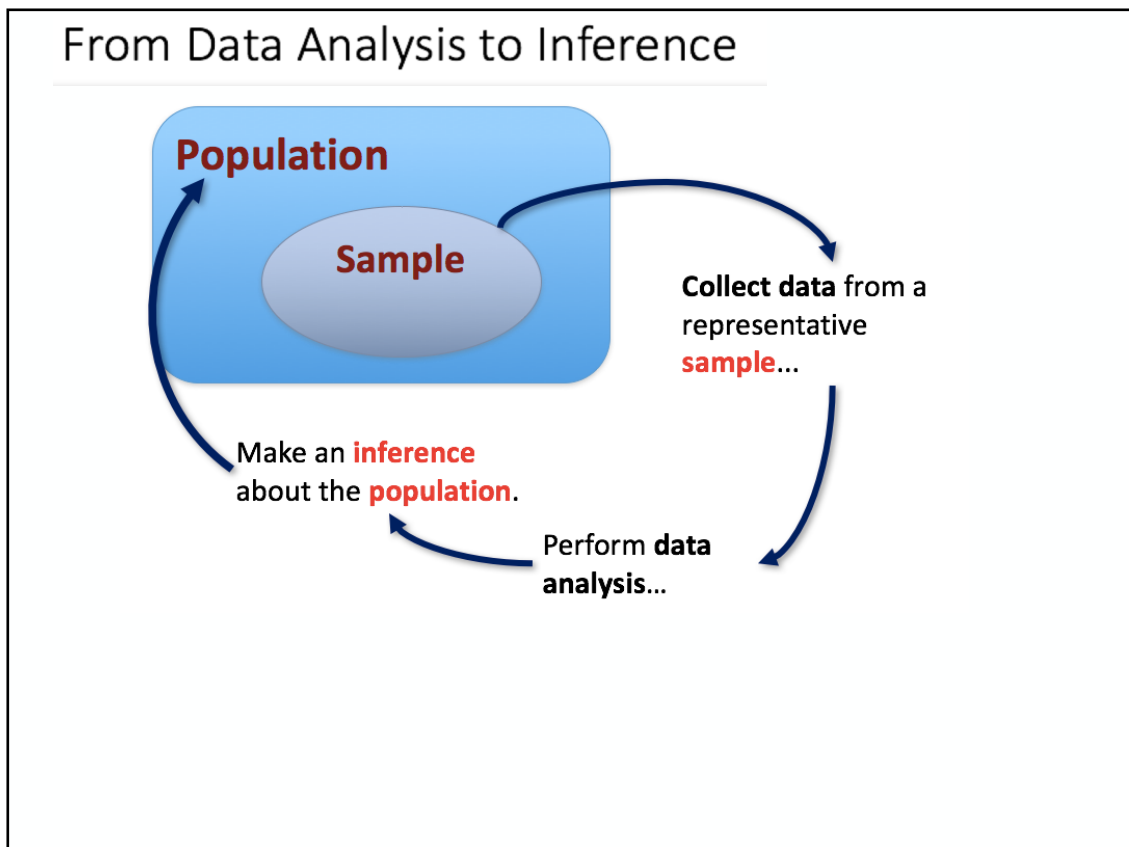 From Data Analysis to Inference
Population
Sample
Collect data from a
representative
sample...
Perform data
analysis...
Make an inference
about the population.